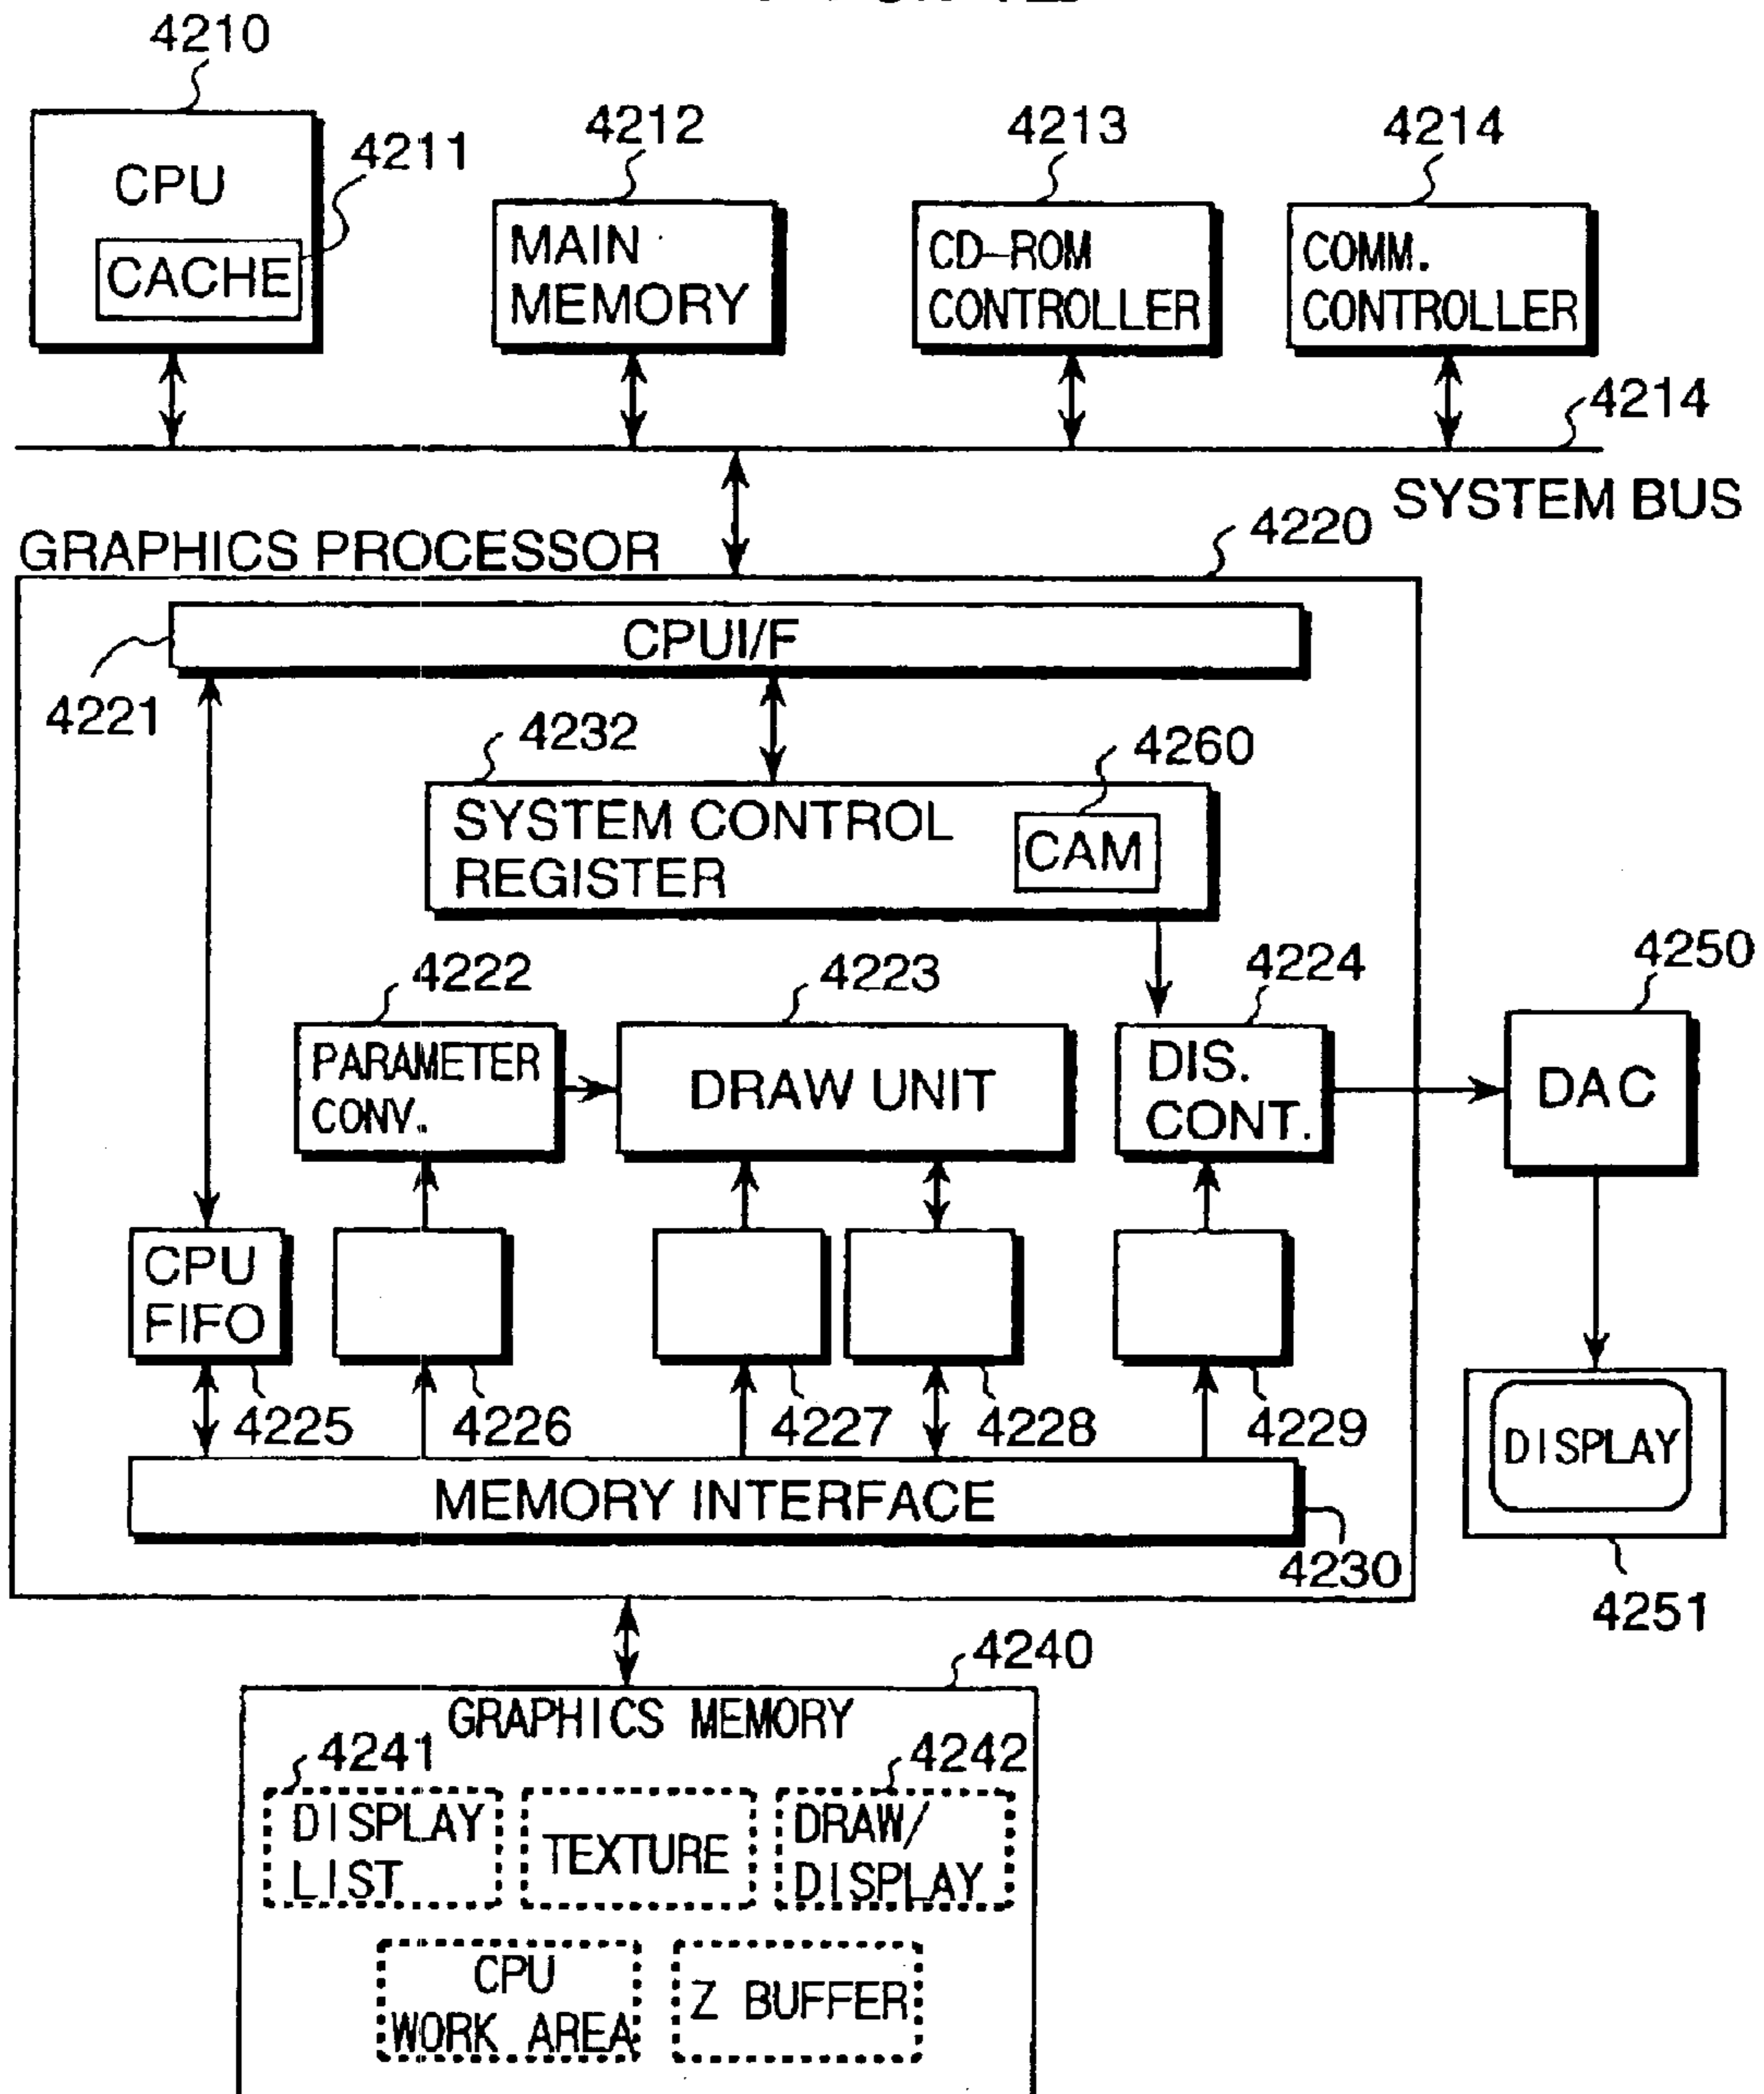 4210
4211
4212
4213
4214
CPU
CACHE
MAIN
MEMORY
CD-ROM
CONTROLLER
COMM.
CONTROLLER
4214
SYSTEM BUS
GRAPHICS PROCESSOR
4220
CPUI/F
4221
4232
4260
SYSTEM CONTROL
REGISTER
CAM
4222
4223
4224
4250
PARAMETER
CONV.
DRAW UNIT
DIS.
CONT.
DAC
CPU
FIFO
4225
4226
4227
4228
4229
DISPLAY
MEMORY INTERFACE
4230
4251
4240
GRAPHICS MEMORY
4241
4242
DISPLAY
LIST
TEXTURE
DRAW/
DISPLAY
CPU
WORK AREA
Z BUFFER